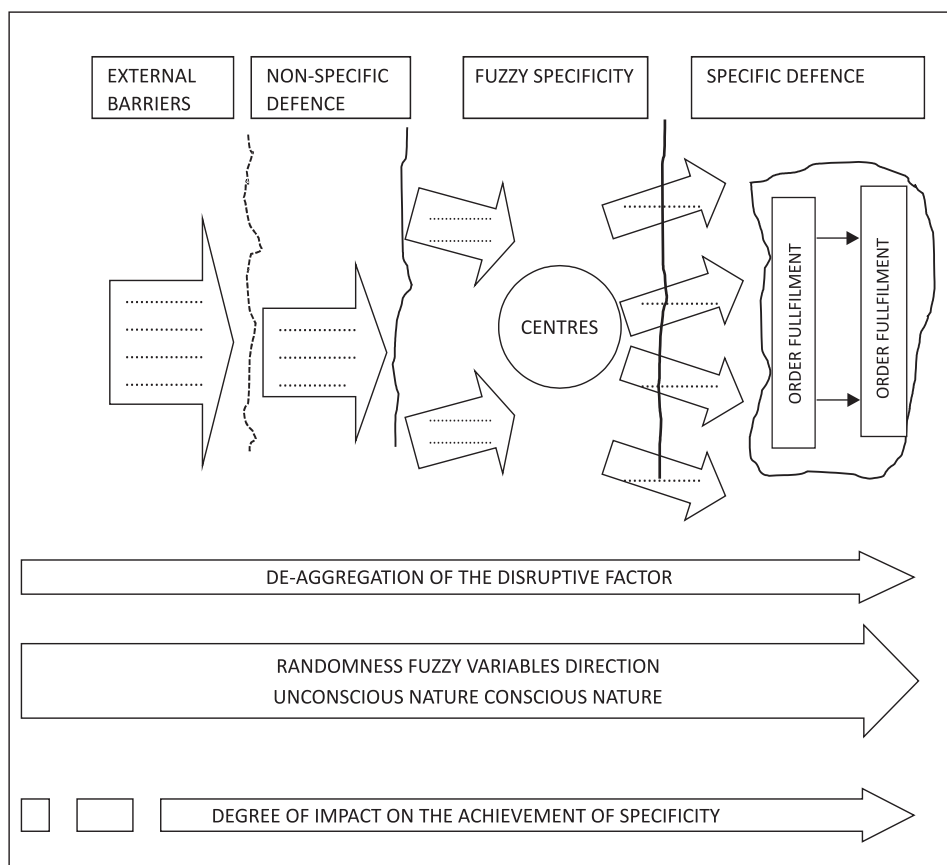 EXTERNAL
BARRIERS
NON-SPECIFIC
DEFENCE
FUZZY SPECIFICITY
SPECIFIC DEFENCE
CENTRES
ORDER FULLFILMENT
ORDER FULLFILMENT
DE-AGGREGATION OF THE DISRUPTIVE FACTOR
RANDOMNESS FUZZY VARIABLES DIRECTION
UNCONSCIOUS NATURE CONSCIOUS NATURE
DEGREE OF IMPACT ON THE ACHIEVEMENT OF SPECIFICITY